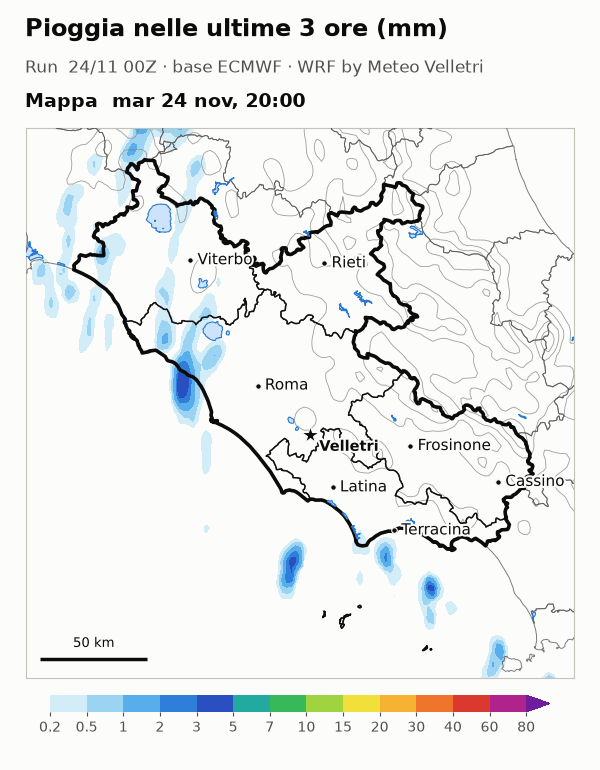 Pioggia nelle ultime 3 ore (mm)
Run  24/11 00Z · base ECMWF · WRF by Meteo Velletri
Mappa  mar 24 nov, 20:00
Viterbo
Rieti
Roma
Velletri
Frosinone
Latina
Cassino
Terracina
50 km
0.2 0.5 1 2 3 5 7 10 15 20 30 40 60 80